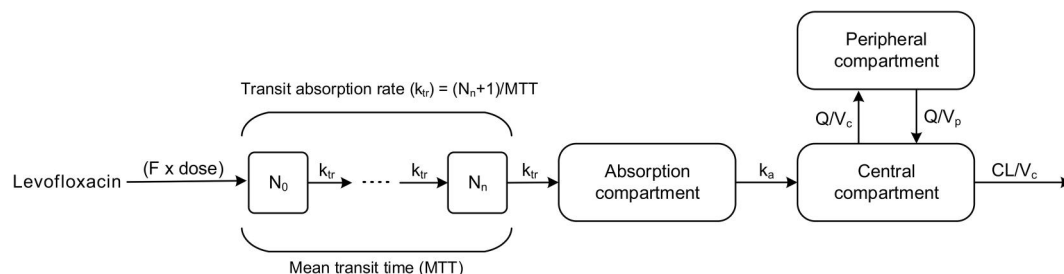 Peripheral
compartment
Transit absorption rate (ktr) = (Nn+1)/MTT
Q/Vc
Q/Vp
Levofloxacin
(F x dose)
N0
ktr
ktr
Nn
ktr
Absorption
compartment
ka
Central
compartment
CL/Vc
Mean transit time (MTT)